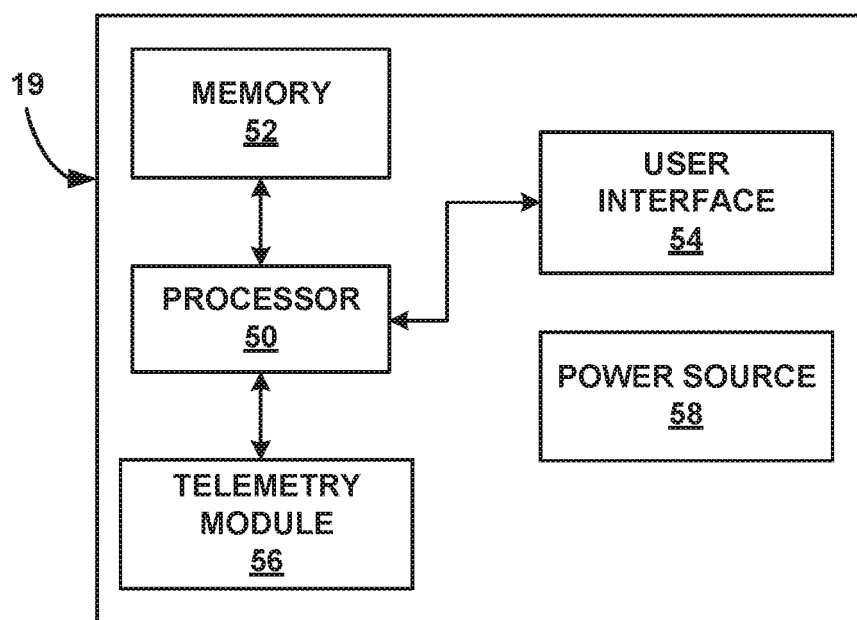 19
MEMORY
52
USER
INTERFACE
54
PROCESSOR
50
POWER SOURCE
58
TELEMETRY
MODULE
56